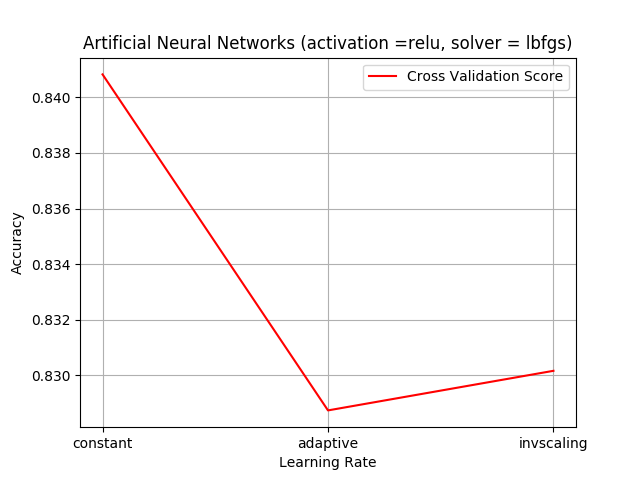 Artificial Neural Networks (activation =relu, solver = lbfgs)
Cross Validation Score
0.840
0.838
0.836
0.834
0.832
0.830
Accuracy
constant
adaptive
invscaling
Learning Rate